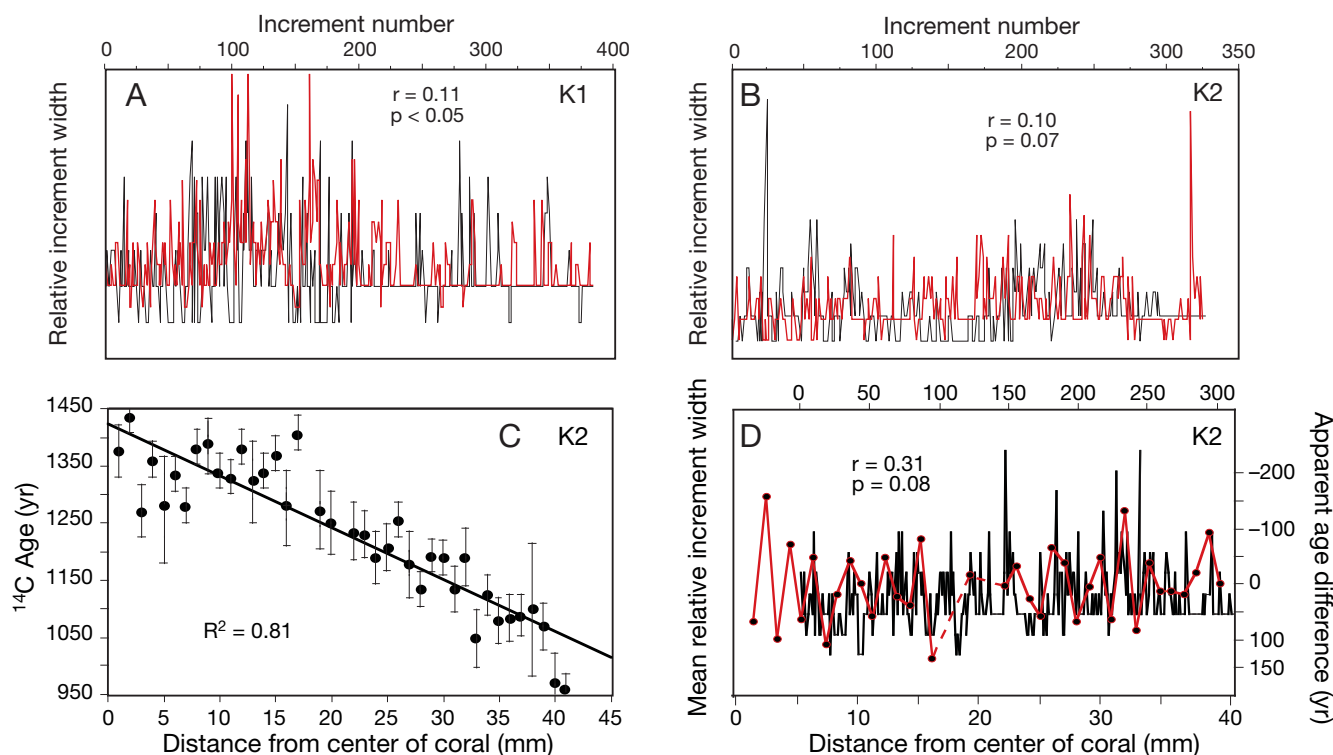 Increment number
0 100 200 300 400
Relative increment width
A
r = 0.11
p < 0.05
K1
Increment number
0 50 100 150 200 250 300 350
Relative increment width
B
r = 0.10
p = 0.07
K2
1450
1350
1250
1150
1050
950
14C Age (yr)
C
K2
R² = 0.81
0 5 10 15 20 25 30 35 40 45
Distance from center of coral (mm)
0 50 100 150 200 250 300
Mean relative increment width
D
r = 0.31
p = 0.08
K2
–200
–100
0
100
150
Apparent age difference (yr)
0 10 20 30 40
Distance from center of coral (mm)